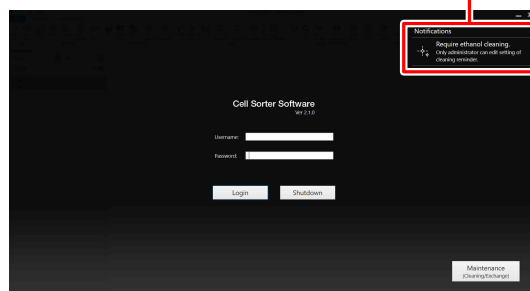 Notifications
Require ethanol cleaning.
Only administrator can edit setting of
cleaning reminder.
Cell Sorter Software
Ver 2.1.0
Username:
Password:
Login
Shutdown
Maintenance
(Cleaning/Exchange)